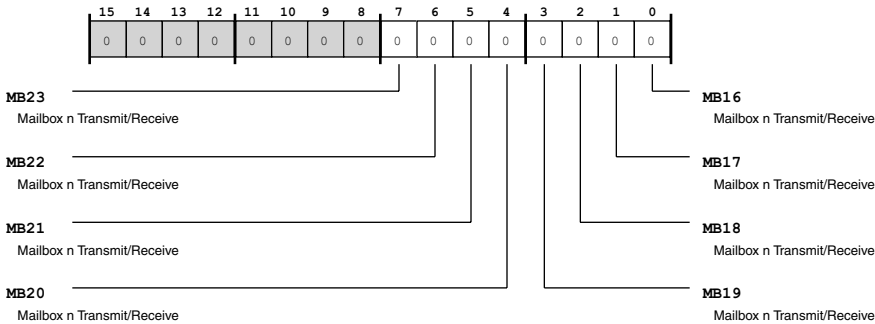 15 14 13 12 11 10 9 8 7 6 5 4 3 2 1 0
0 0 0 0 0 0 0 0 0 0 0 0 0 0 0 0
MB23 MB16
Mailbox n Transmit/Receive Mailbox n Transmit/Receive
MB22 MB17
Mailbox n Transmit/Receive Mailbox n Transmit/Receive
MB21 MB18
Mailbox n Transmit/Receive Mailbox n Transmit/Receive
MB20 MB19
Mailbox n Transmit/Receive Mailbox n Transmit/Receive